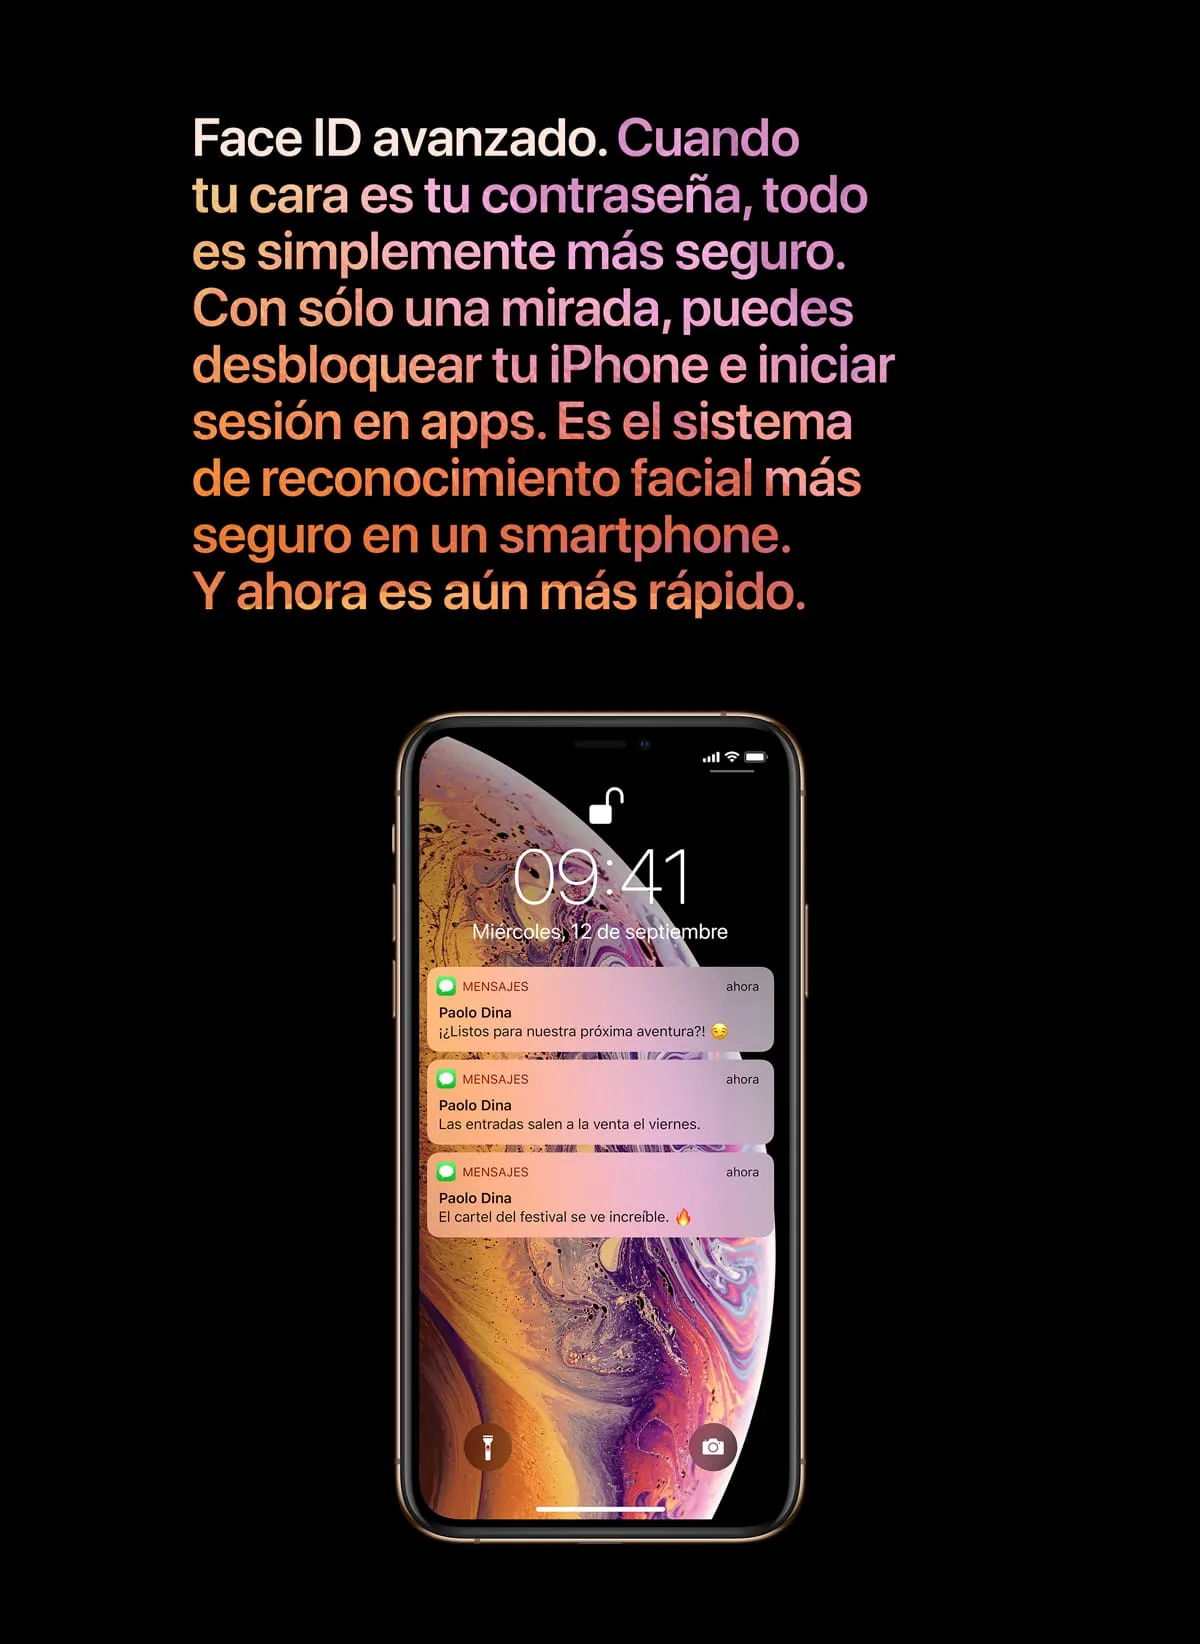 Face ID avanzado. Cuando
tu cara es tu contraseña, todo
es simplemente más seguro.
Con sólo una mirada, puedes
desbloquear tu iPhone e iniciar
sesión en apps. Es el sistema
de reconocimiento facial más
seguro en un smartphone.
Y ahora es aún más rápido.
09:41
Miércoles, 12 de septiembre
MENSAJES ahora
Paolo Dina
¡¿Listos para nuestra próxima aventura?! 😏
MENSAJES ahora
Paolo Dina
Las entradas salen a la venta el viernes.
MENSAJES ahora
Paolo Dina
El cartel del festival se ve increíble. 🔥